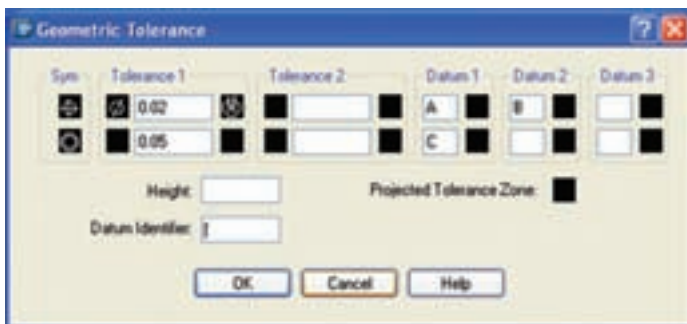 Geometric Tolerance
Sym Tolerance 1 Tolerance 2 Datum 1 Datum 2 Datum 3
⌖ ⌀ 0.02 Ⓜ A B
○ 0.05 C
Height:
Projected Tolerance Zone:
Datum Identifier:
OK Cancel Help